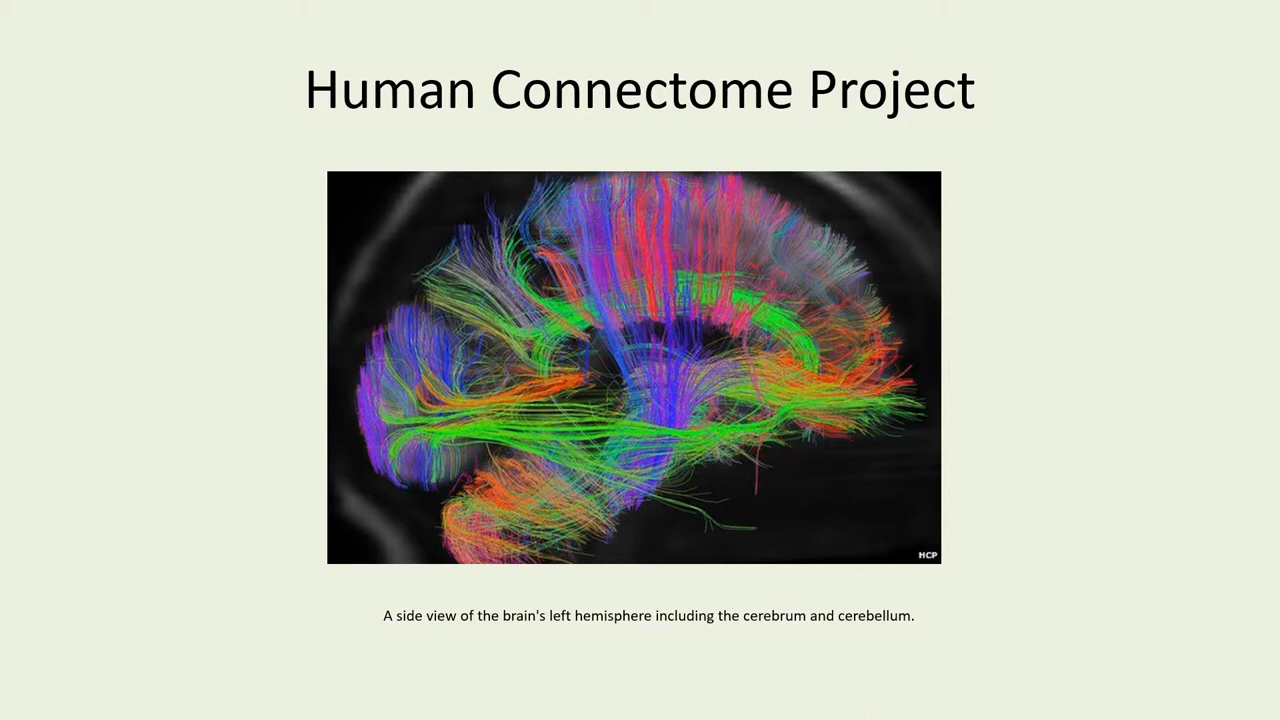 Human Connectome Project
HCP
A side view of the brain's left hemisphere including the cerebrum and cerebellum.